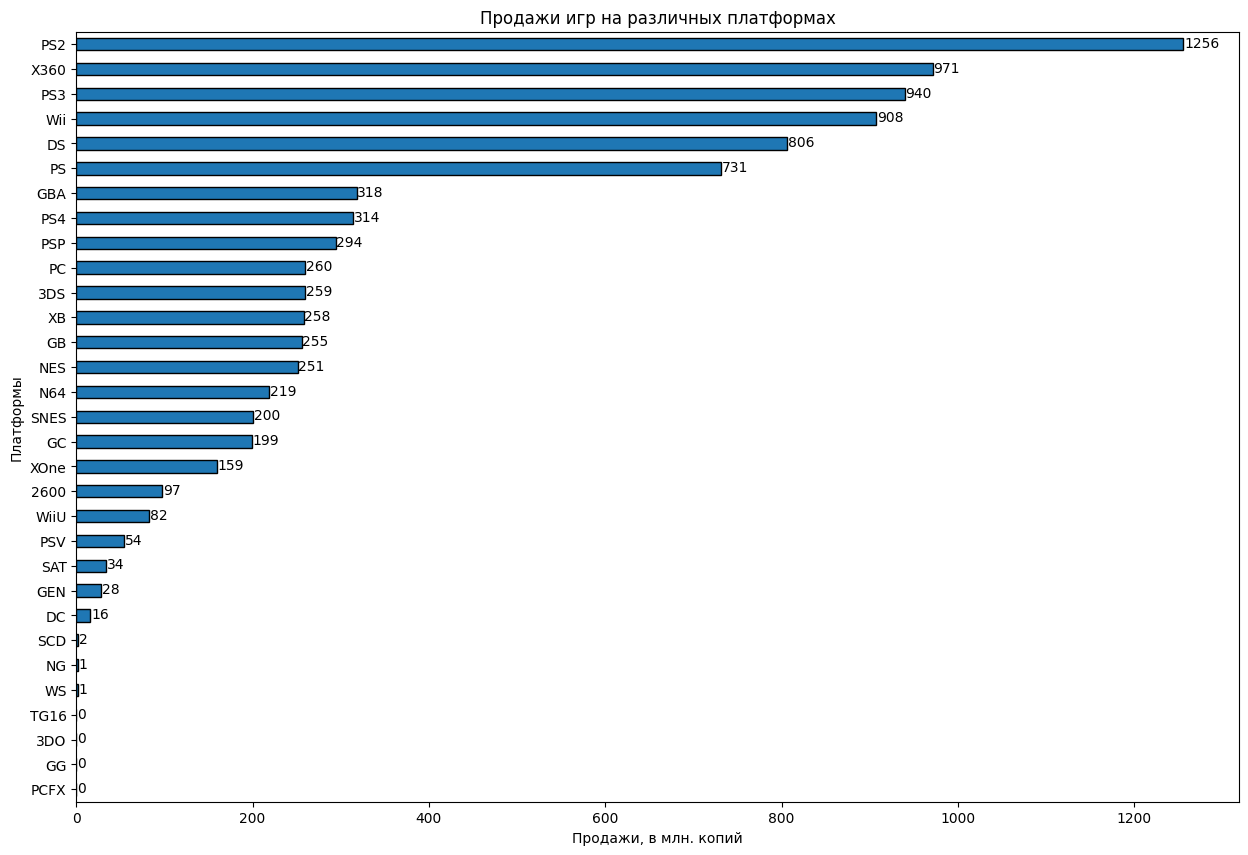 Продажи игр на различных платформах
PS2 1256
X360 971
PS3 940
Wii 908
DS 806
PS 731
GBA 318
PS4 314
PSP 294
PC 260
3DS 259
XB 258
GB 255
NES 251
N64 219
SNES 200
GC 199
XOne 159
2600 97
WiiU 82
PSV 54
SAT 34
GEN 28
DC 16
SCD 2
NG 1
WS 1
TG16 0
3DO 0
GG 0
PCFX 0
Платформы
0 200 400 600 800 1000 1200
Продажи, в млн. копий